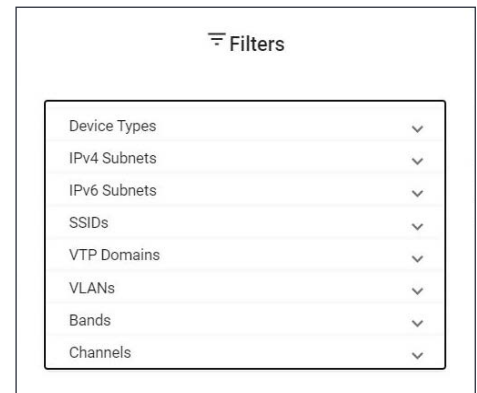 Filters
Device Types
IPv4 Subnets
IPv6 Subnets
SSIDs
VTP Domains
VLANs
Bands
Channels